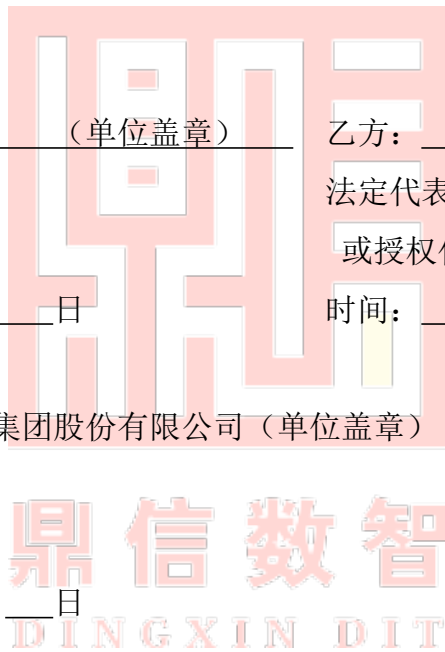 （单位盖章） 乙方：
法定代表
或授权
日 时间：
集团股份有限公司（单位盖章）
鼎信数智
日
DINGXIN DIT